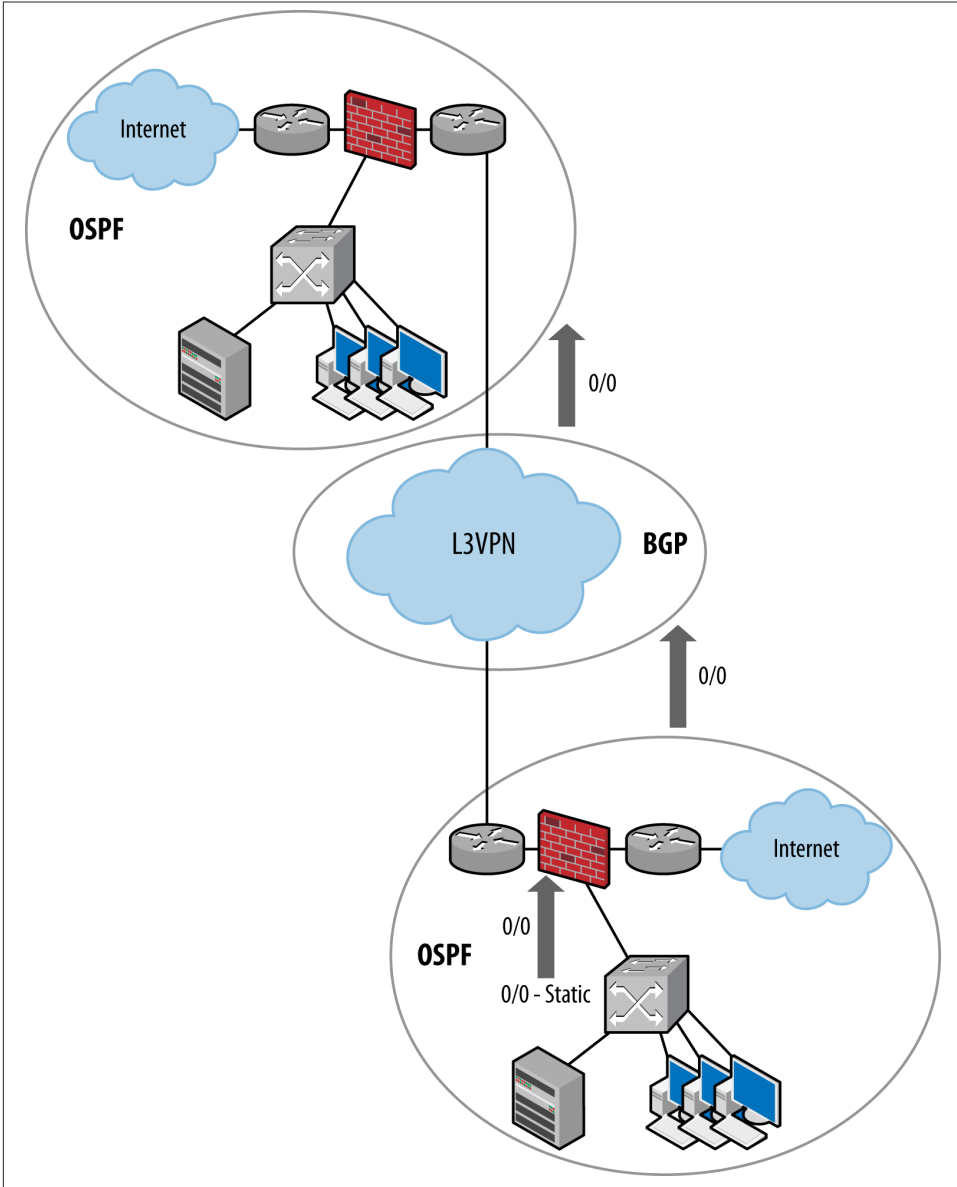 Internet
OSPF
0/0
L3VPN
BGP
0/0
Internet
0/0
OSPF
0/0 - Static